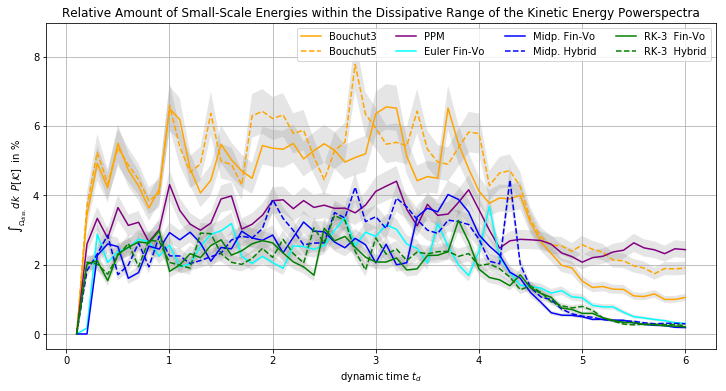 Relative Amount of Small-Scale Energies within the Dissipative Range of the Kinetic Energy Powerspectra
Bouchut3 PPM Midp. Fin-Vo RK-3 Fin-Vo
Bouchut5 Euler Fin-Vo Midp. Hybrid RK-3 Hybrid
8
6
4
2
0
0 1 2 3 4 5 6
dynamic time t_d
dk P[K] in %